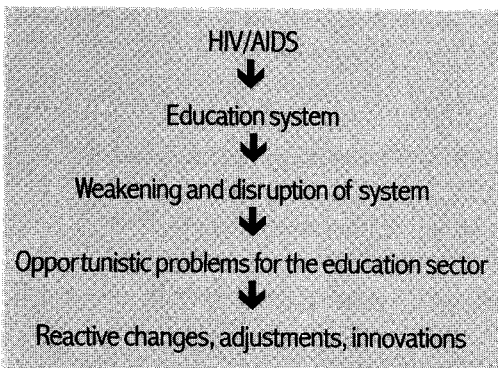 HIV/AIDS
Education system
Weakening and disruption of system
Opportunistic problems for the education sector
Reactive changes, adjustments, innovations